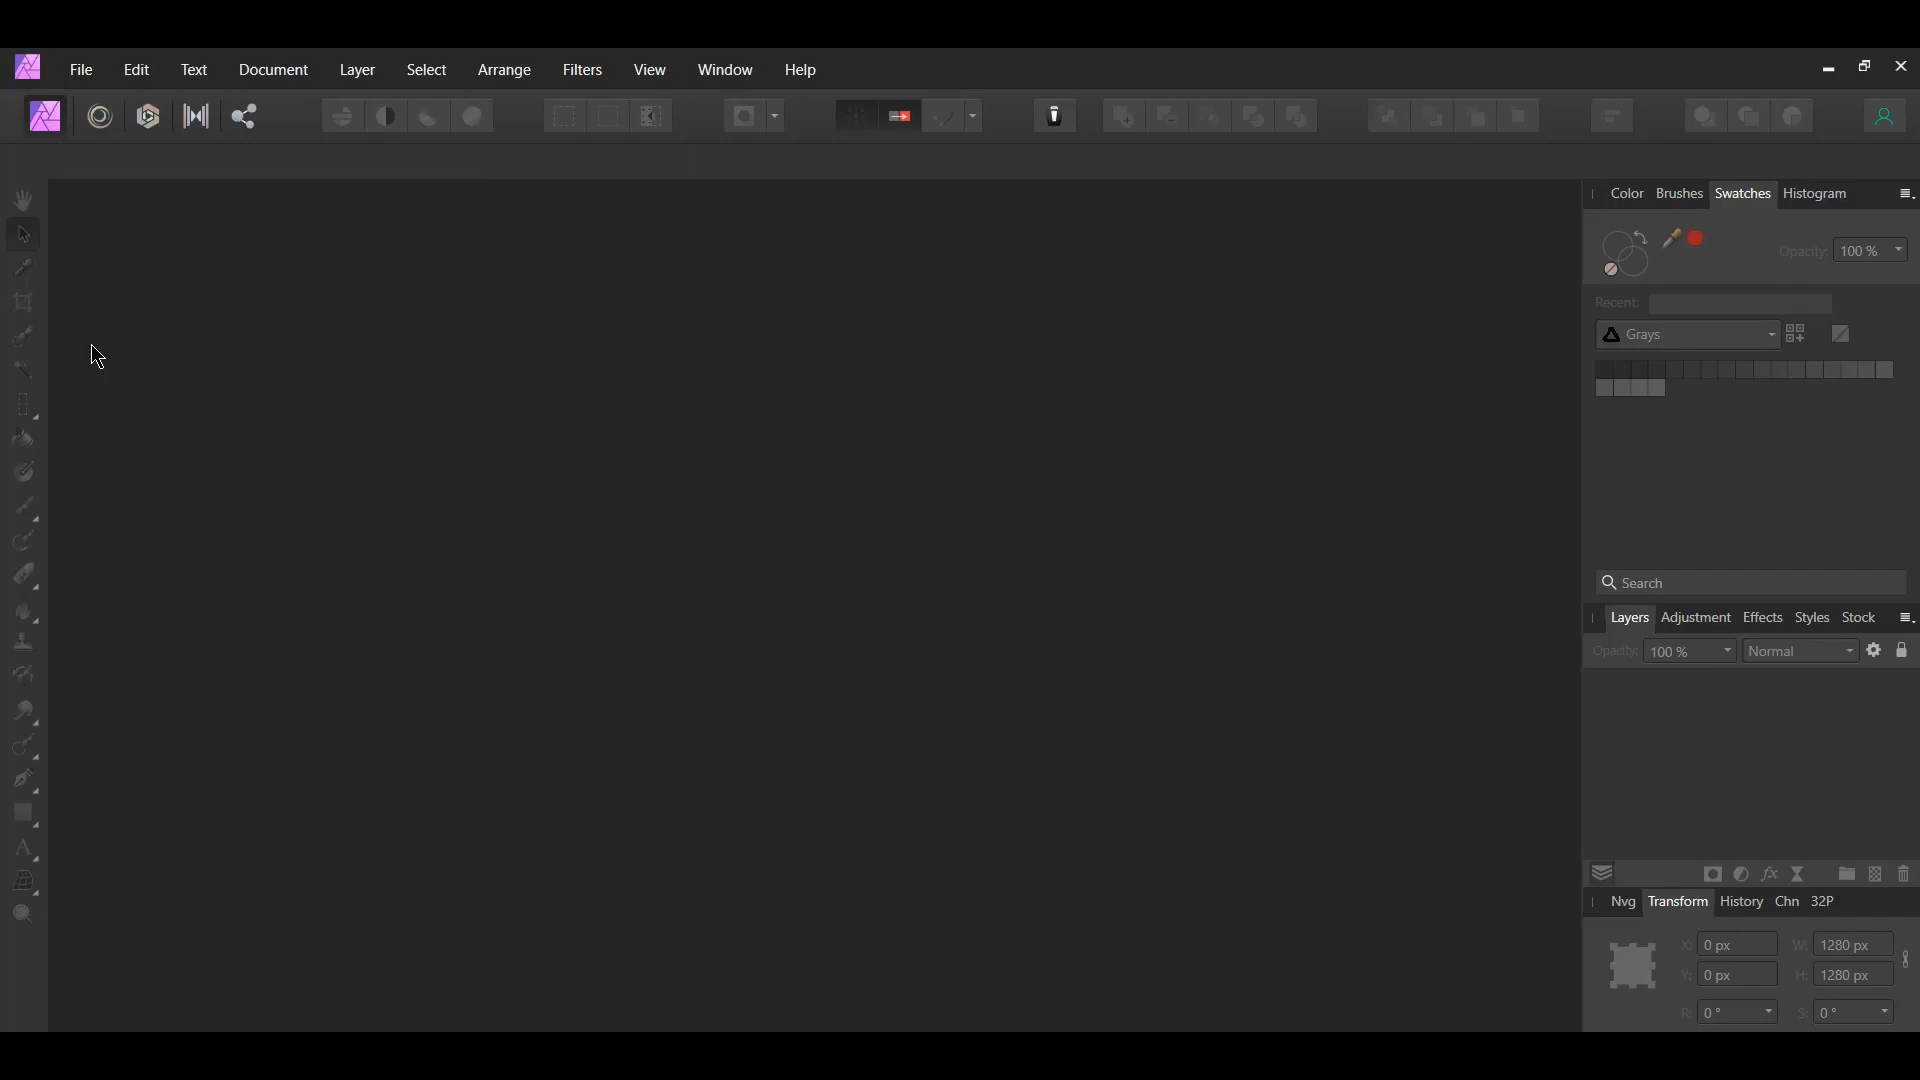 File Edit Text Document Layer Select Arrange Filters View Window Help
Color Brushes Swatches Histogram
Opacity: 100 %
Recent:
Grays
Search
Layers Adjustment Effects Styles Stock
Opacity: 100 % Normal
Nvg Transform History Chn 32P
X: 0 px W: 1280 px
Y: 0 px H: 1280 px
R: 0 ° S: 0 °